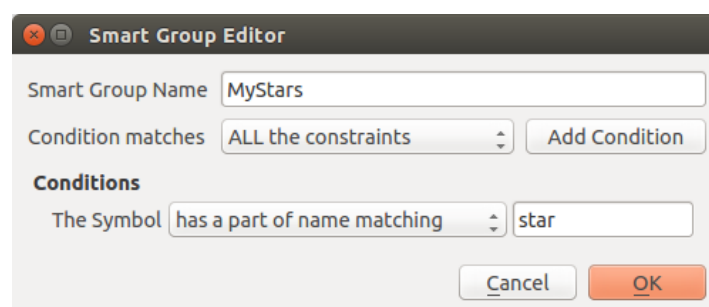 Smart Group Editor
Smart Group Name MyStars
Condition matches ALL the constraints Add Condition
Conditions
The Symbol has a part of name matching star
Cancel OK